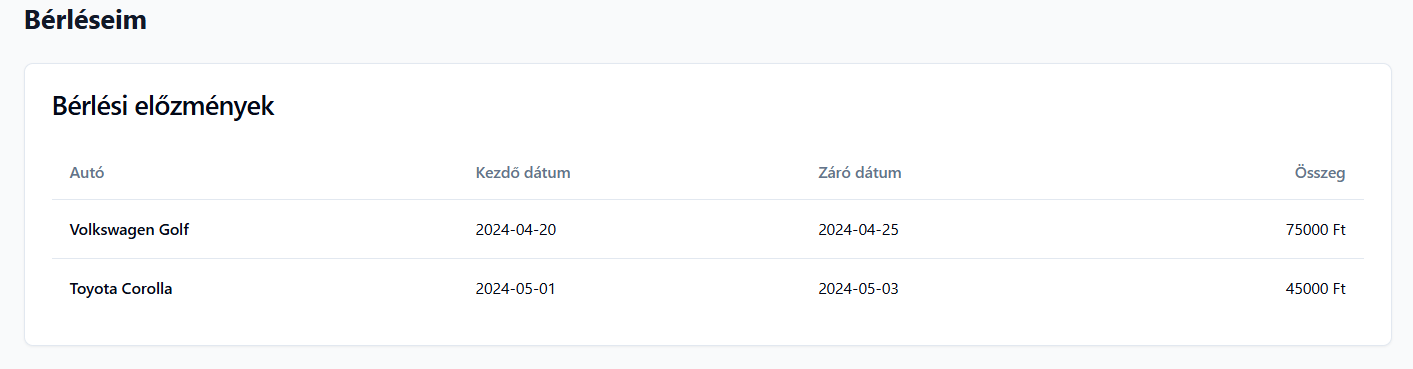 Bérléseim
Bérlési előzmények
Autó Kezdő dátum Záró dátum Összeg
Volkswagen Golf 2024-04-20 2024-04-25 75000 Ft
Toyota Corolla 2024-05-01 2024-05-03 45000 Ft